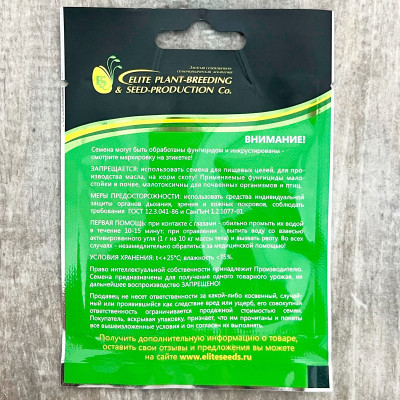 Элитная селекционно-
семеноводческая компания
ELITE PLANT-BREEDING
& SEED-PRODUCTION Co.
ВНИМАНИЕ!
Семена могут быть обработаны фунгицидом и инкрустированы -
смотрите маркировку на этикетке!
ЗАПРЕЩАЕТСЯ: использовать семена для пищевых целей, для про-
изводства масла, на корм скоту! Применяемые фунгициды мало-
стойки в почве, малотоксичны для почвенных организмов и птиц.
МЕРЫ ПРЕДОСТОРОЖНОСТИ: использовать средства индивидуальной
защиты органов дыхания, зрения и кожных покровов, соблюдать
требования ГОСТ 12.3.041-86 и СанПиН 1.2.1077-01.
ПЕРВАЯ ПОМОЩЬ: при контакте с глазами - обильно промыть их водой
в течение 10-15 минут; при отравлении - выпить воду со взвесью
активированного угля (1 г на 10 кг массы тела) и вызвать рвоту. Во всех
случаях - незамедлительно обратиться за медицинской помощью!
УСЛОВИЯ ХРАНЕНИЯ: t<+25°C; влажность <35%.
Право интеллектуальной собственности принадлежит Производителю.
Семена предназначены для получения одного товарного урожая, их
дальнейшее воспроизводство ЗАПРЕЩЕНО!
Продавец не несет ответственности за какой-либо косвенный, случай-
ный или проявившийся как следствие вред или ущерб, его совокупная
ответственность ограничивается продажной стоимостью семян.
Покупатель, вскрывая упаковку, признает, что им прочитаны и поняты
все вышеизложенные условия и он согласен их выполнять.
Получить дополнительную информацию о товаре,
оставить свои отзывы и предложения вы можете
на сайте www.eliteseeds.ru